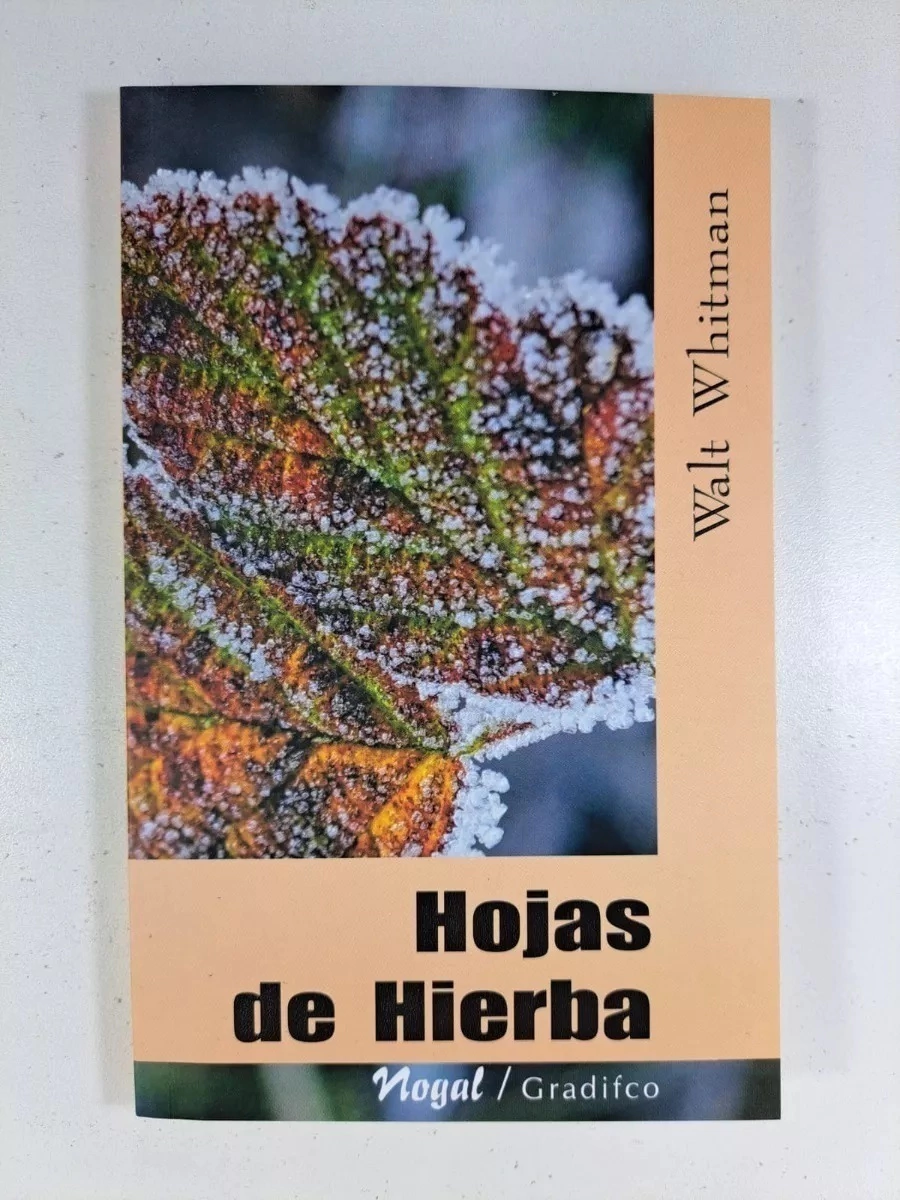 Walt Whitman
Hojas
de Hierba
Nogal / Gradifco